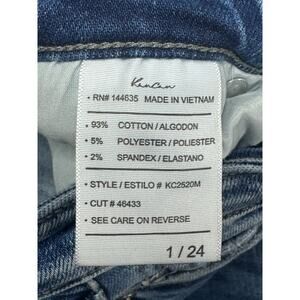 KanCan
• RN# 144635 MADE IN VIETNAM
• 93% COTTON / ALGODON
• 5% POLYESTER / POLIESTER
• 2% SPANDEX / ELASTANO
• STYLE / ESTILO # KC2520M
• CUT # 46433
• SEE CARE ON REVERSE
1 / 24